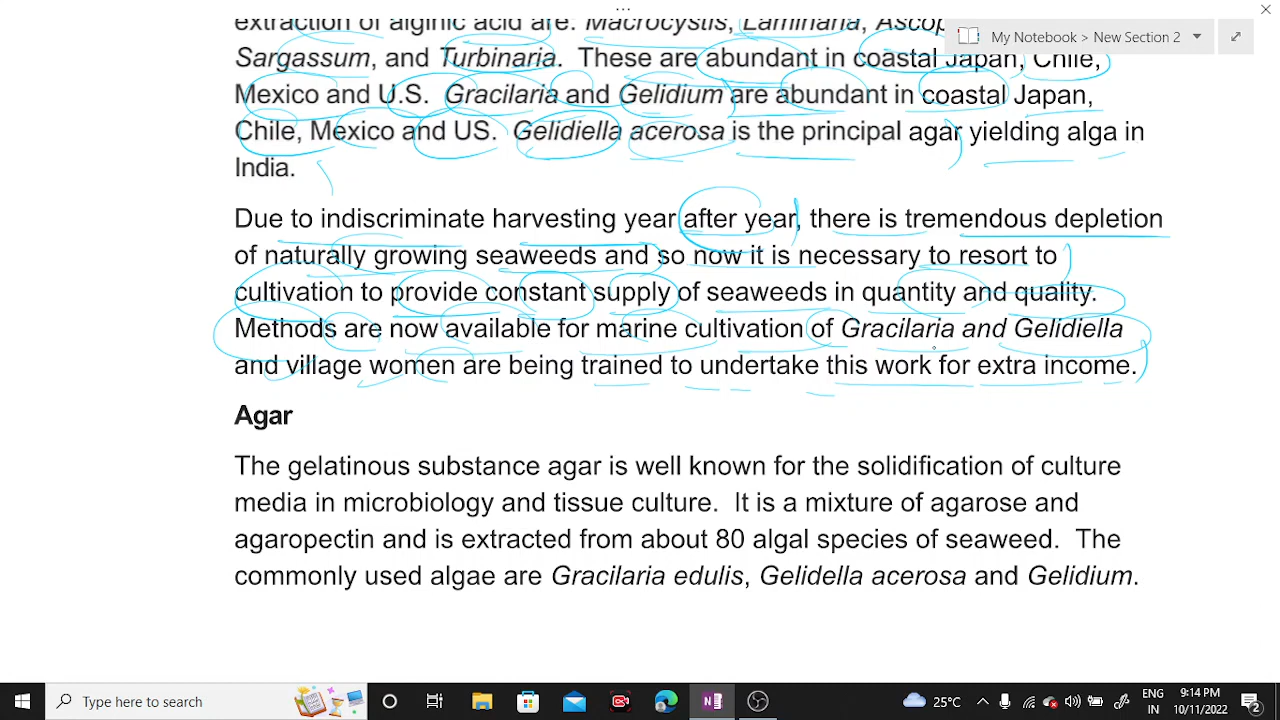 ...
extraction of alginic acid are: Macrocystis, Laminaria,
My Notebook > New Section 2
Sargassum, and Turbinaria. These are abundant in coastal Japan, Chile,
Mexico and U.S. Gracilaria and Gelidium are abundant in coastal Japan,
Chile, Mexico and US. Gelidiella acerosa is the principal agar yielding alga in
India.
Due to indiscriminate harvesting year after year, there is tremendous depletion
of naturally growing seaweeds and so now it is necessary to resort to
cultivation to provide constant supply of seaweeds in quantity and quality.
Methods are now available for marine cultivation of Gracilaria and Gelidiella
and village women are being trained to undertake this work for extra income.
Agar
The gelatinous substance agar is well known for the solidification of culture
media in microbiology and tissue culture. It is a mixture of agarose and
agaropectin and is extracted from about 80 algal species of seaweed. The
commonly used algae are Gracilaria edulis, Gelidella acerosa and Gelidium.
Type here to search
25°C
ENG
IN
9:14 PM
10/11/2022
2